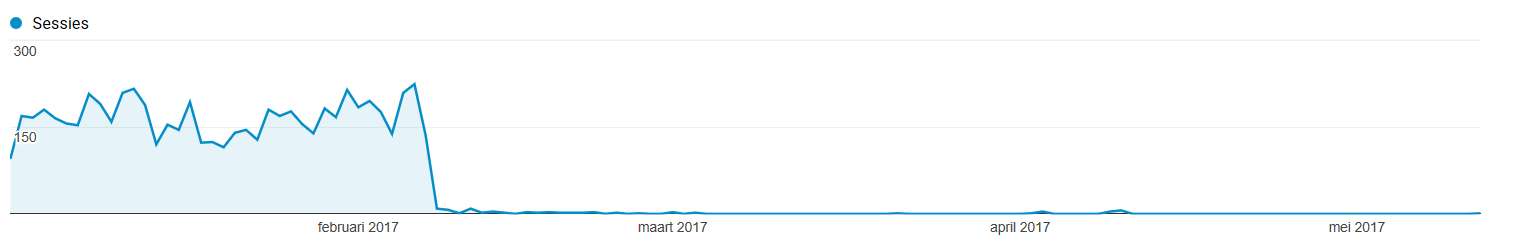 Sessies
300
150
februari 2017
maart 2017
april 2017
mei 2017